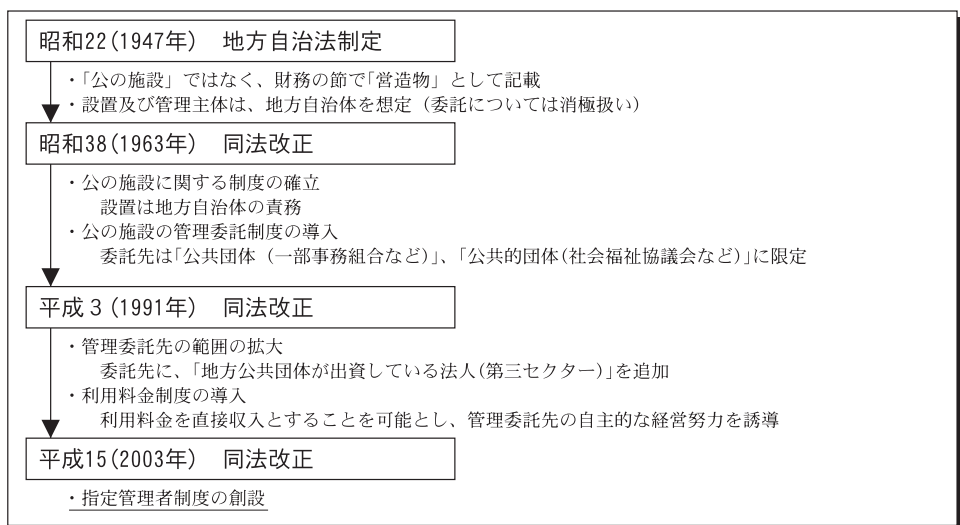 昭和22(1947年) 地方自治法制定
・「公の施設」ではなく、財務の節で「営造物」として記載
・設置及び管理主体は、地方自治体を想定（委託については消極扱い）
昭和38(1963年) 同法改正
・公の施設に関する制度の確立
設置は地方自治体の責務
・公の施設の管理委託制度の導入
委託先は「公共団体（一部事務組合など）」、「公共的団体(社会福祉協議会など)」に限定
平成３(1991年) 同法改正
・管理委託先の範囲の拡大
委託先に、「地方公共団体が出資している法人(第三セクター)」を追加
・利用料金制度の導入
利用料金を直接収入とすることを可能とし、管理委託先の自主的な経営努力を誘導
平成15(2003年) 同法改正
・指定管理者制度の創設